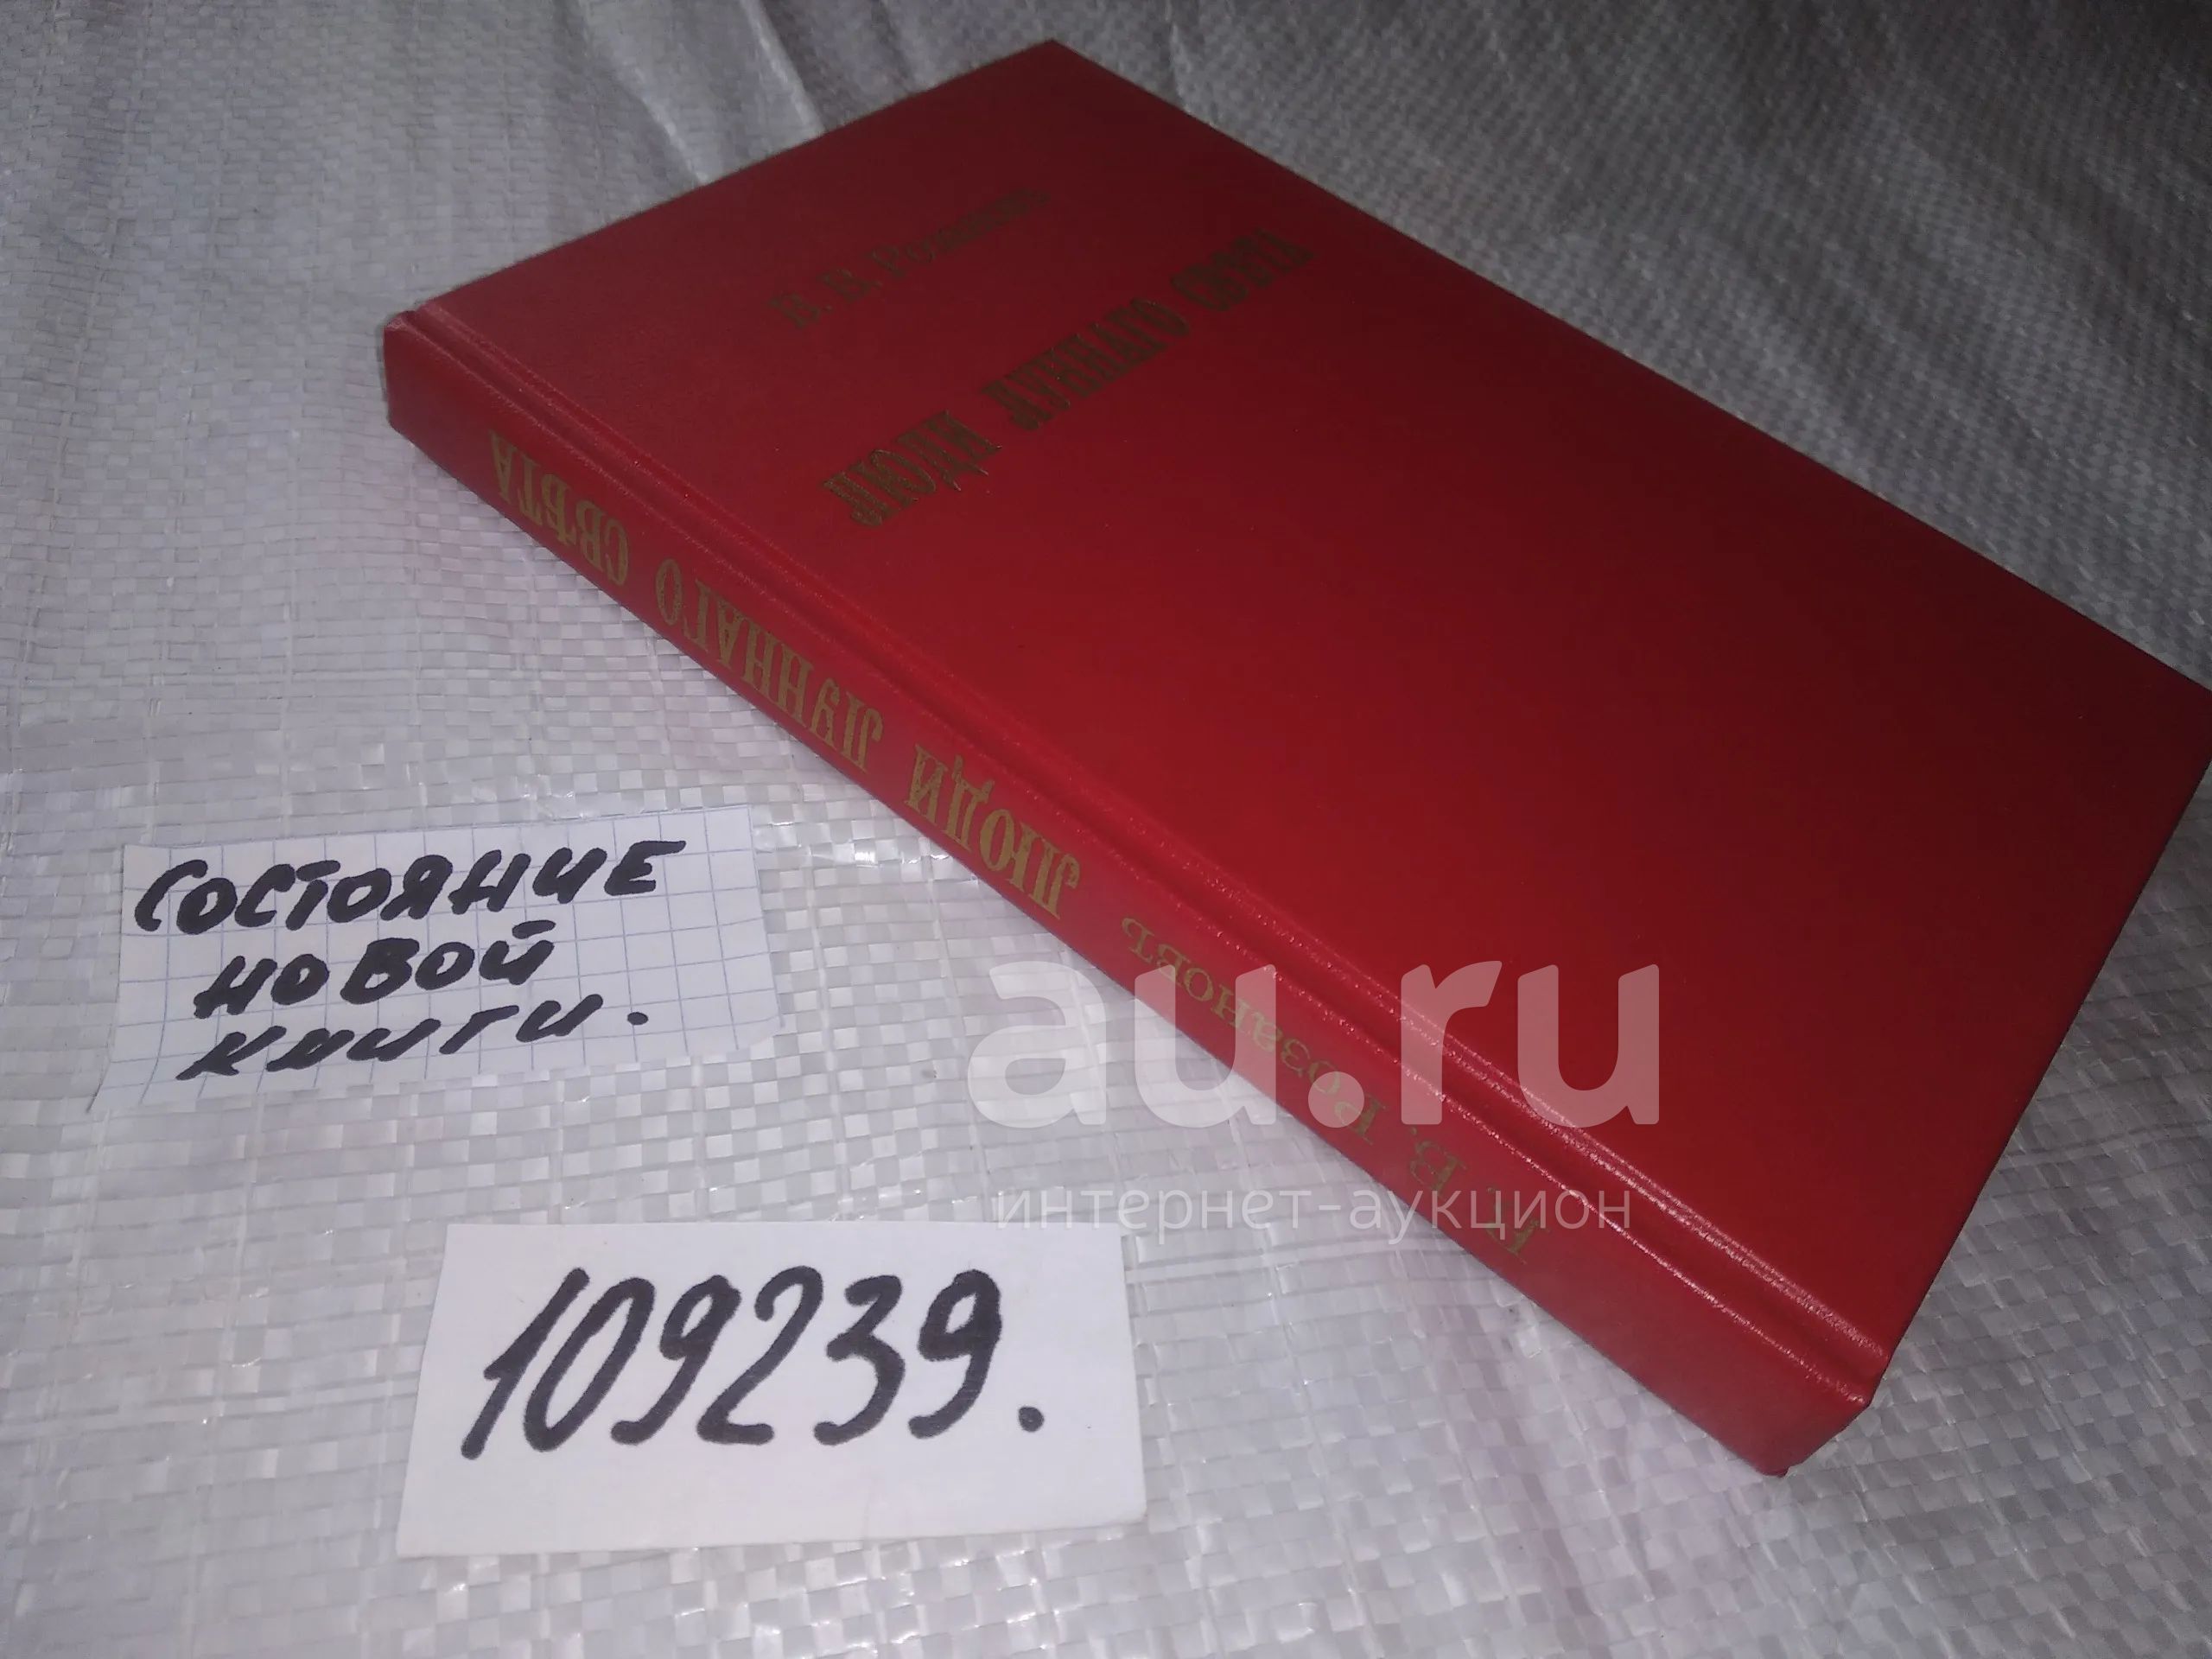 В. В. Розановъ
ЛЮДИ ЛУННАГО СВѢТА
В. В. Розановъ ЛЮДИ ЛУННАГО СВѢТА
СОСТОЯНИЕ
НОВОЙ
КНИГИ.
au.ru
интернет-аукцион
109239.